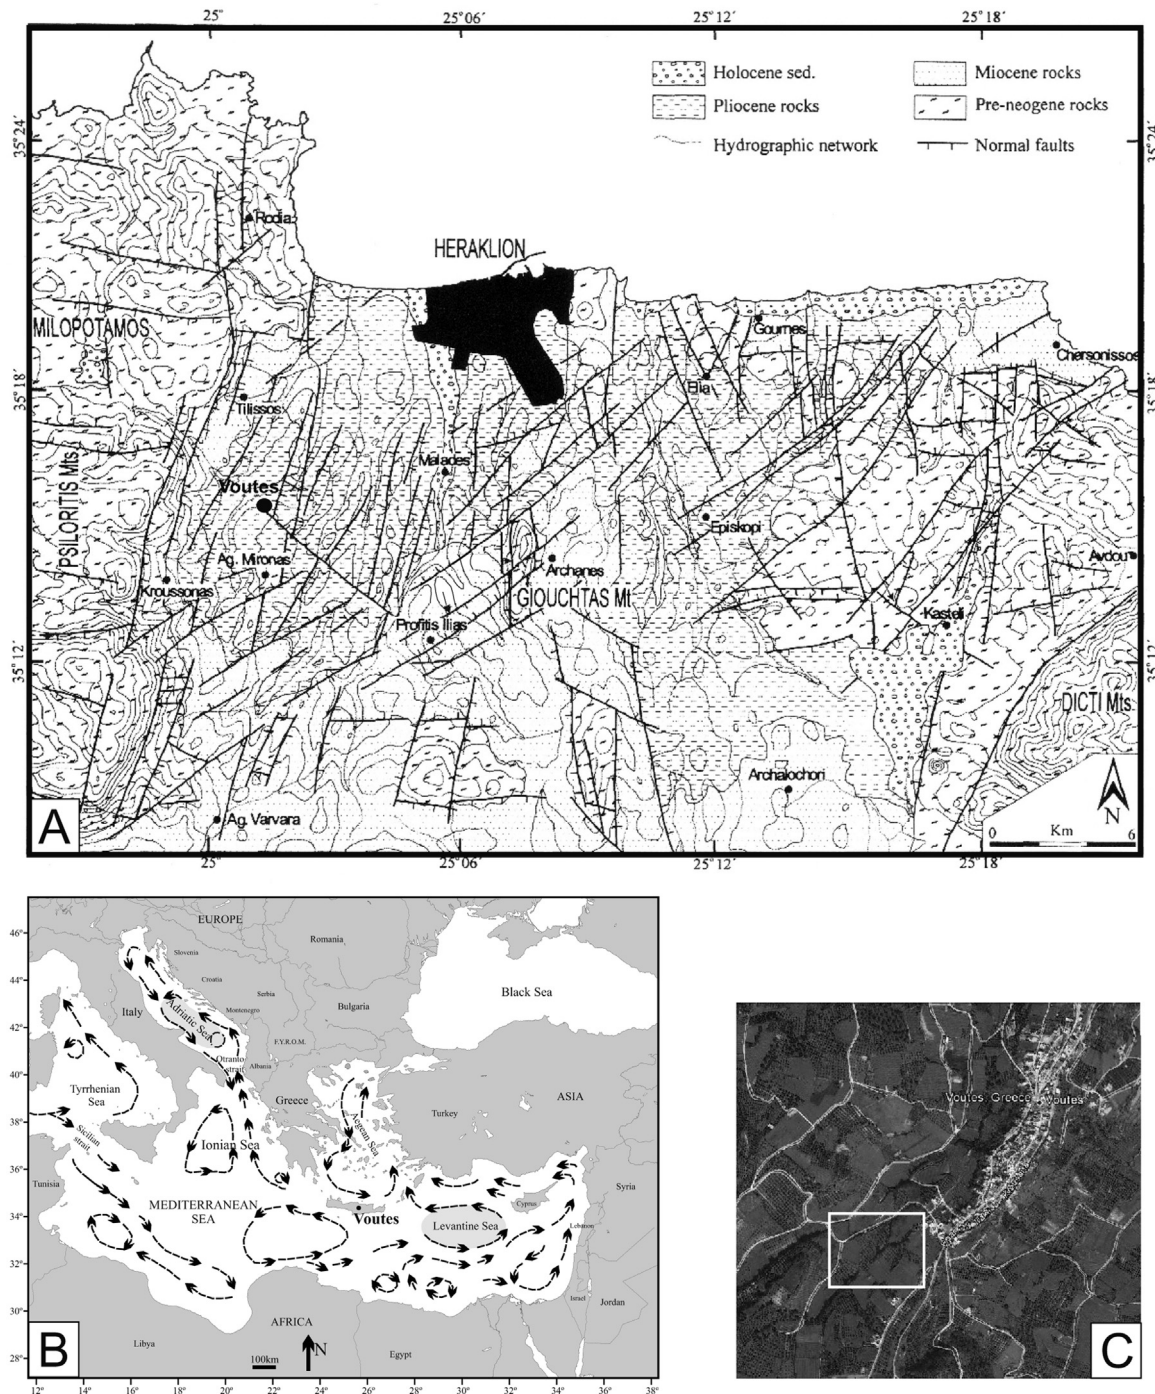 25° 25° 06′ 25° 12′ 25° 18′
Holocene sed. Miocene rocks
Pliocene rocks Pre-neogene rocks
Hydrographic network Normal faults
35° 24′ 35° 24′
Rodia
HERAKLION
MILOPOTAMOS
Gournes
Chersonissos
Elia
35° 18′ 35° 18′
Tilissos
PSILORITIS Mts.
Malades
Voutes
Episkopi
Ag. Mironas
Archanes
Avdou
Kroussonas
GIOUCHTAS Mt.
Kasteli
Profitis Ilias
35° 12′ 35° 12′
DICTI Mts.
Archalochori
N
Ag. Varvara
0 Km 6
A
25° 25° 06′ 25° 12′ 25° 18′
46°
44°
42°
40°
38°
36°
34°
32°
30°
28°
EUROPE
Romania
Slovenia
Croatia
Serbia
Black Sea
Italy
Adriatic Sea
Montenegro
Bulgaria
F.Y.R.O.M.
Otranto strait
Albania
Tyrrhenian Sea
Greece
ASIA
Turkey
Aegean Sea
Sicilian strait
Ionian Sea
Tunisia
Syria
MEDITERRANEAN SEA
Cyprus
Voutes
Levantine Sea
Lebanon
Israel
Jordan
AFRICA
N
Libya
100km
Egypt
B
12° 14° 16° 18° 20° 22° 24° 26° 28° 30° 32° 34° 36° 38°
Voutes, Greece Voutes
C